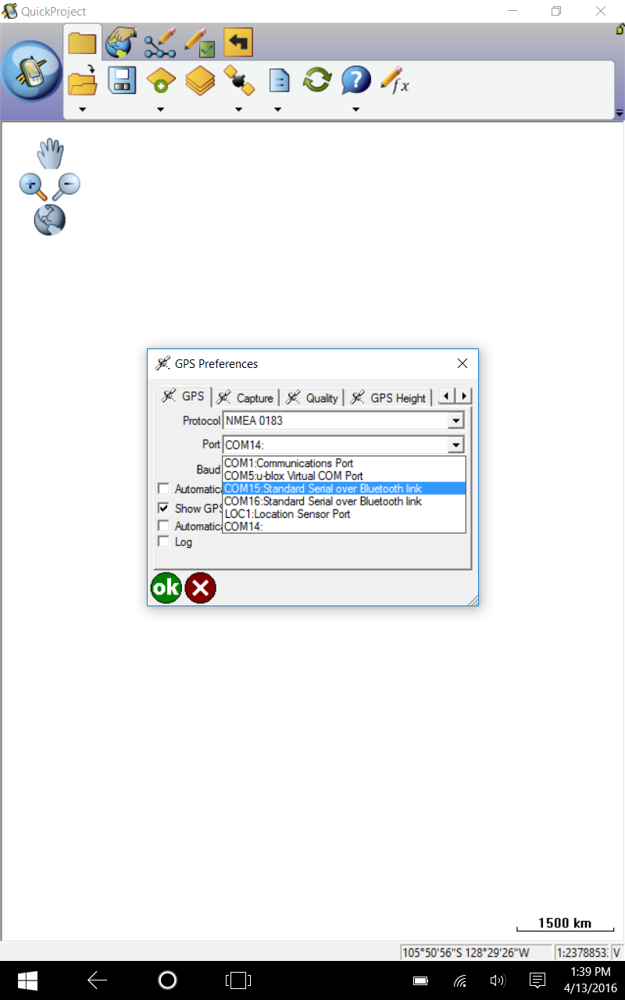 QuickProject
fx
GPS Preferences
GPS Capture Quality GPS Height
Protocol NMEA 0183
Port COM14:
Baud
COM1:Communications Port
COM5:u-blox Virtual COM Port
Automatica COM15:Standard Serial over Bluetooth link
COM16:Standard Serial over Bluetooth link
Show GPS LOC1:Location Sensor Port
Automatica COM14:
Log
ok
1500 km
105°50'56"S 128°29'26"W 1:2378853 V
1:39 PM
4/13/2016